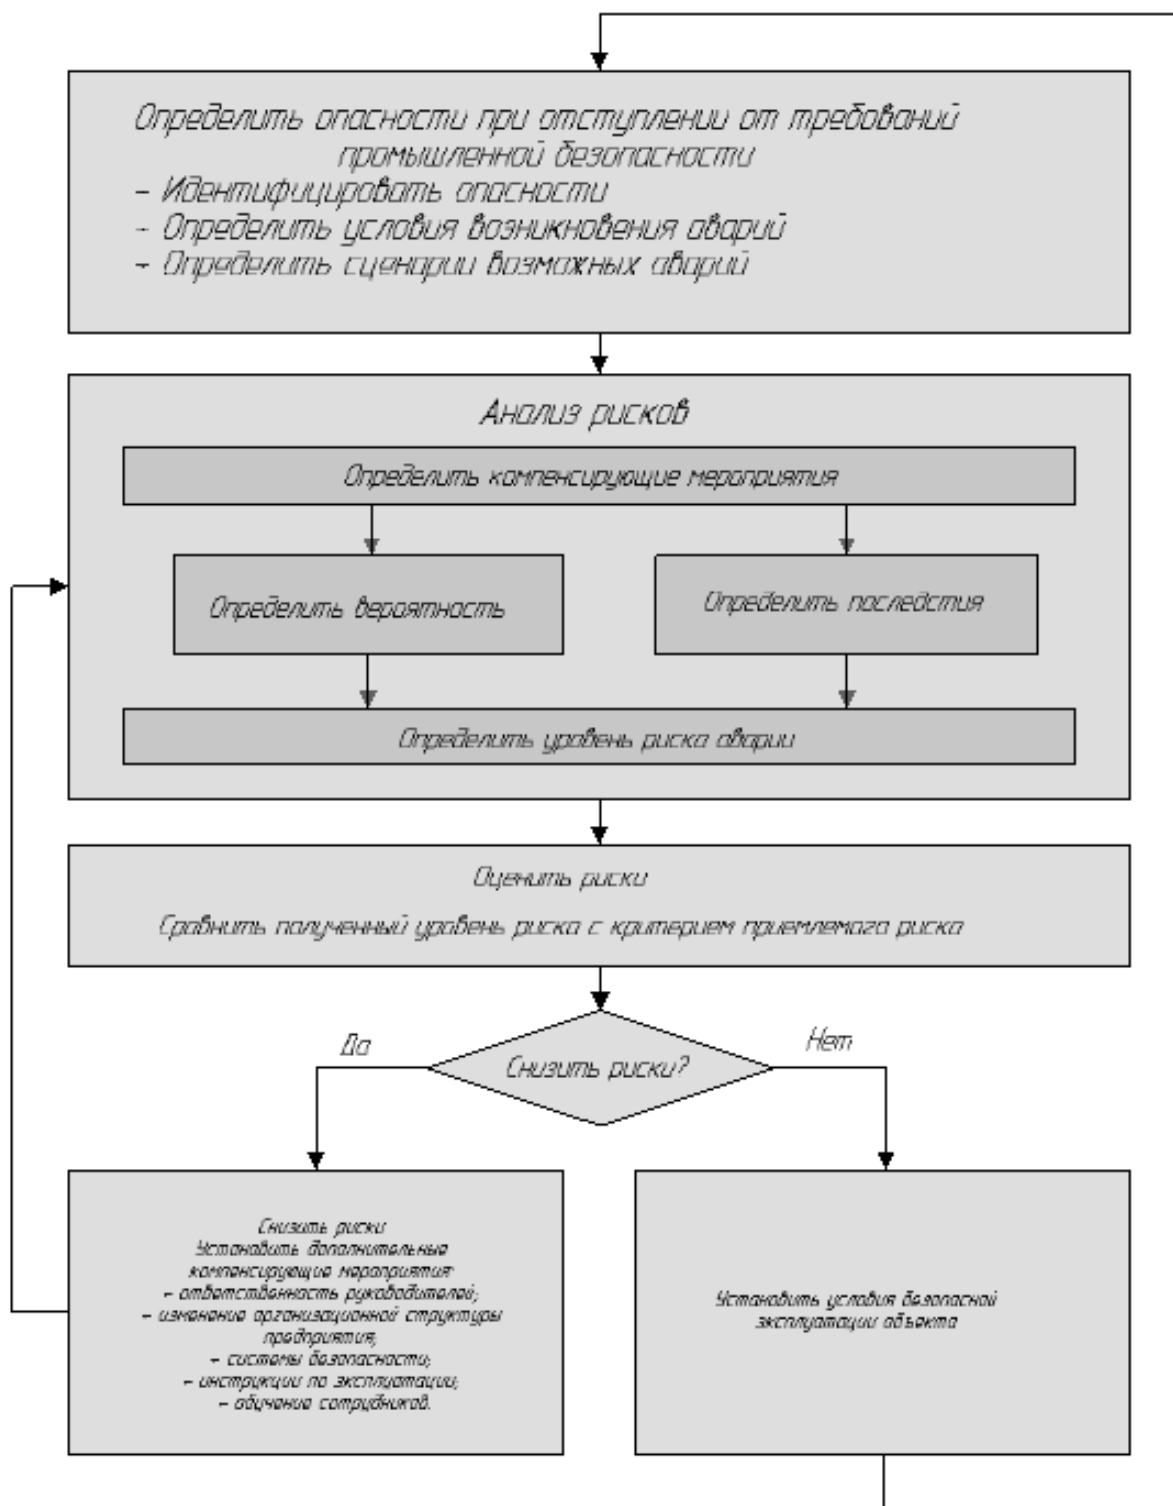 Определить опасности при отступлении от требований
промышленной безопасности
- Идентифицировать опасности
- Определить условия возникновения аварий
- Определить сценарии возможных аварий
Анализ рисков
Определить компенсирующие мероприятия
Определить вероятность
Определить последстия
Определить уровень риска аварии
Оценить риски
Сравнить полученный уровень риска с критерием приемлемого риска
Снизить риски?
Да
Нет
Снизить риски
Установить дополнительные
компенсирующие мероприятия
- ответственность руководителей;
- изменение организационной структуры
предприятия;
- системы безопасности;
- инструкции по эксплуатации;
- обучение сотрудников.
Установить условия безопасной
эксплуатации объекта